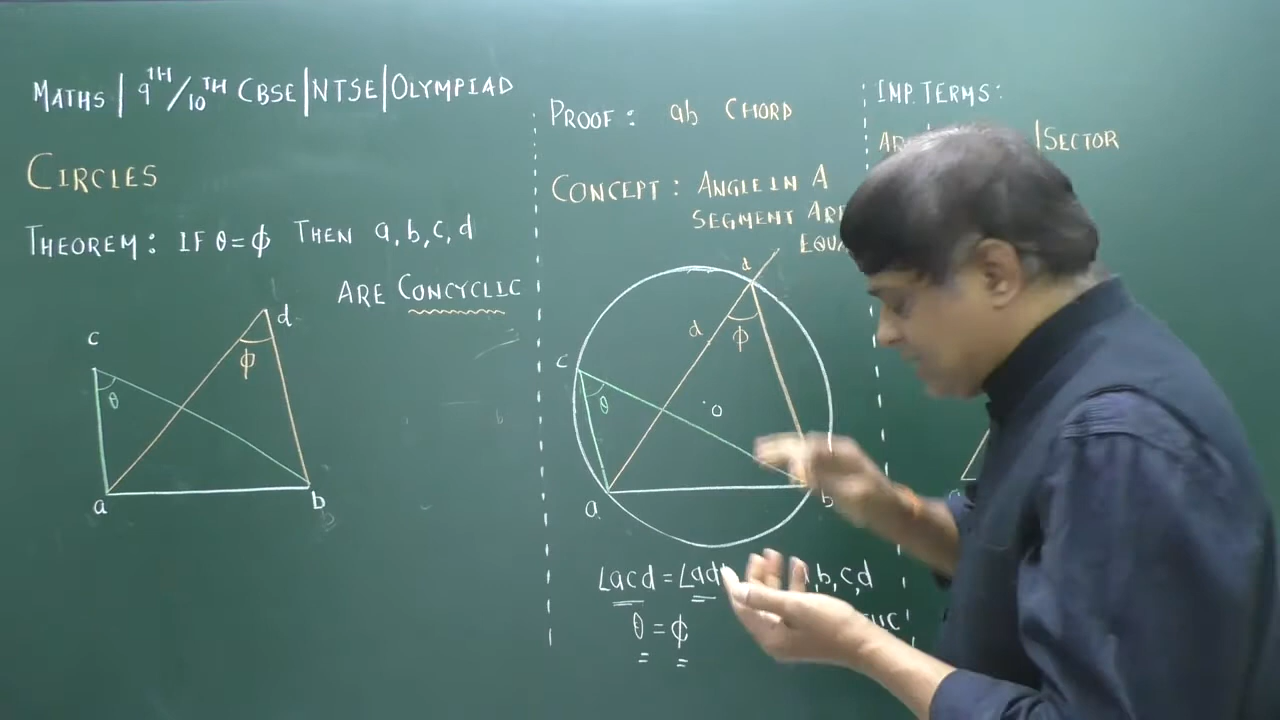 MATHS | 9TH/10TH CBSE|NTSE|OLYMPIAD
CIRCLES
THEOREM: IF θ=ϕ THEN a,b,c,d
ARE CONCYCLIC
c
d
θ
ϕ
a
b
PROOF: ab CHORD
CONCEPT: ANGLE IN A
SEGMENT ARE
d
d
ϕ
c
θ
O
a
b
∠acd = ∠ad
b,c,d
θ = ϕ
IMP. TERMS:
|SECTOR